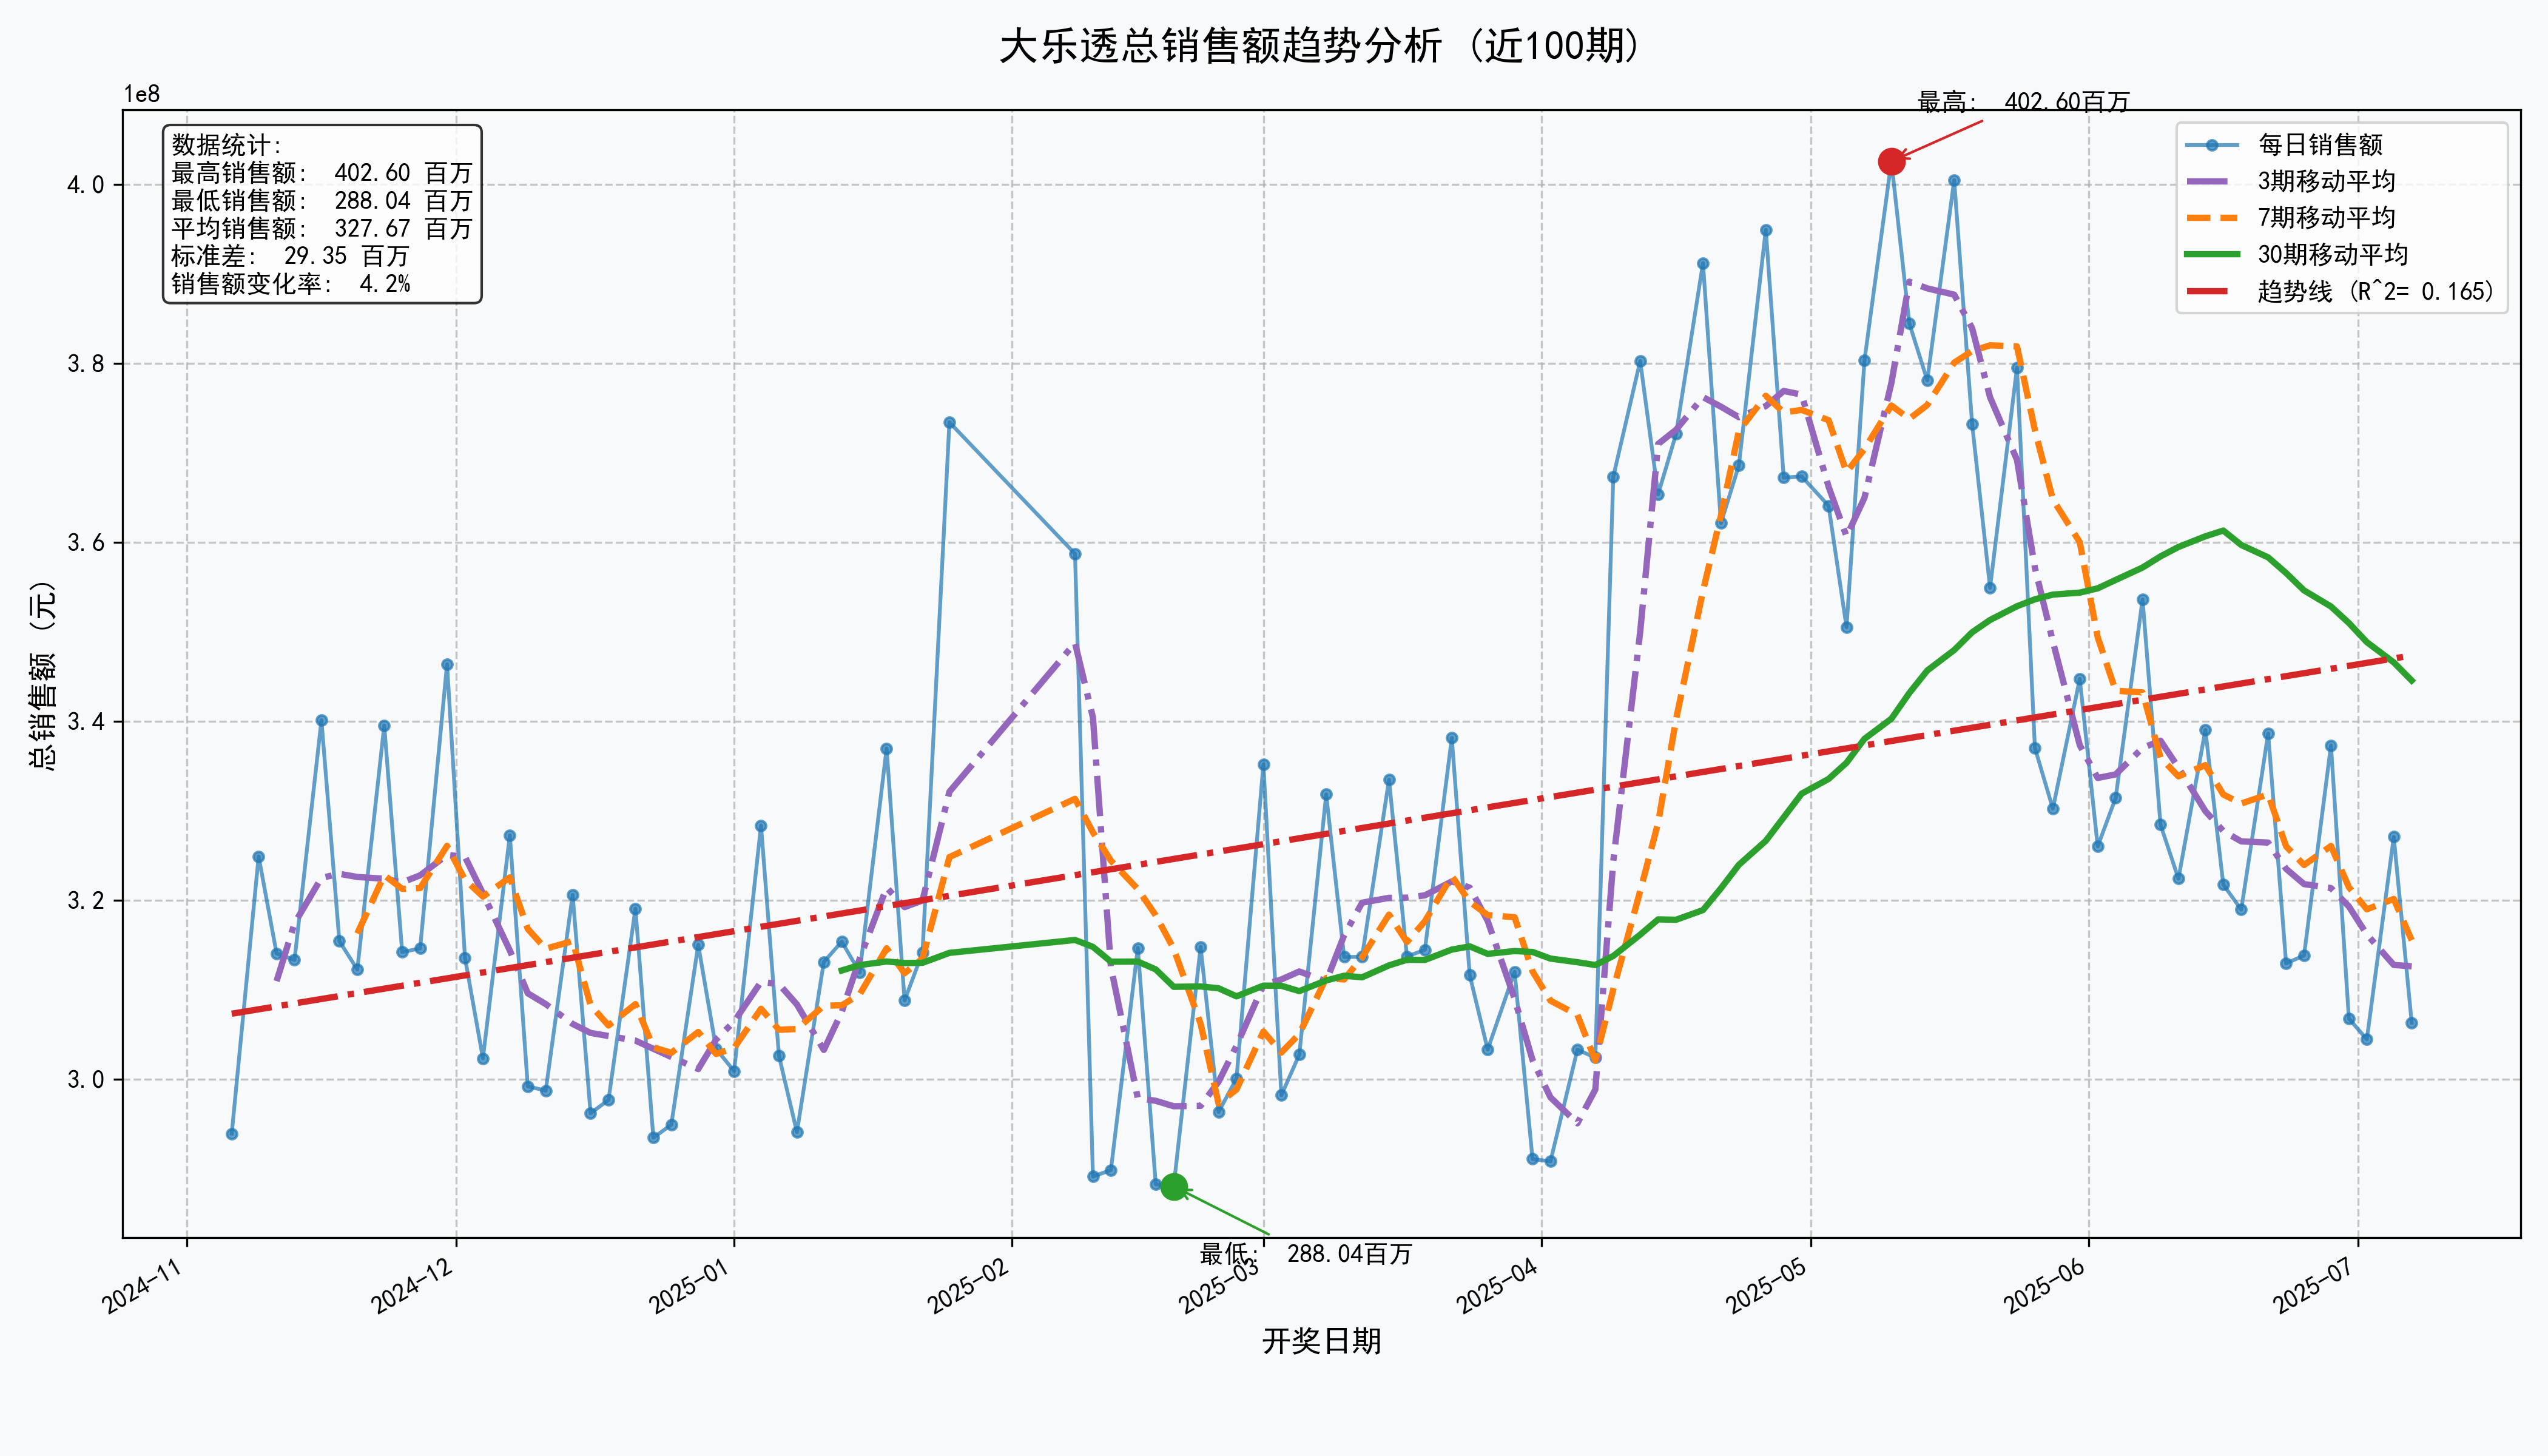 大乐透总销售额趋势分析 (近100期)
1e8
最高: 402.60百万
数据统计:
最高销售额: 402.60 百万
最低销售额: 288.04 百万
平均销售额: 327.67 百万
标准差: 29.35 百万
销售额变化率: 4.2%
每日销售额
3期移动平均
7期移动平均
30期移动平均
趋势线 (R^2= 0.165)
4.0
3.8
3.6
3.4
3.2
3.0
总销售额 (元)
最低: 288.04百万
2024-11
2024-12
2025-01
2025-02
2025-03
2025-04
2025-05
2025-06
2025-07
开奖日期